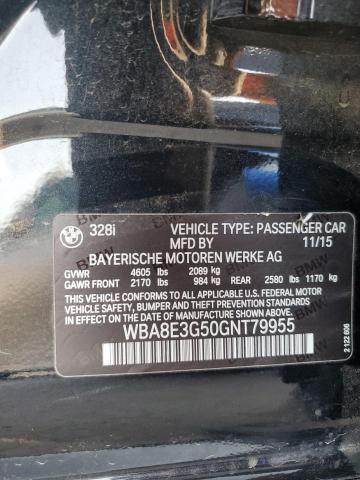 328i VEHICLE TYPE: PASSENGER CAR
MFD BY 11/15
BAYERISCHE MOTOREN WERKE AG
GVWR 4605 lbs 2089 kg
GAWR FRONT 2170 lbs 984 kg REAR 2580 lbs 1170 kg
THIS VEHICLE CONFORMS TO ALL
APPLICABLE U.S. FEDERAL MOTOR VEHICLE
SAFETY, BUMPER AND THEFT PREVENTION
STANDARDS IN EFFECT ON THE DATE
OF MANUFACTURE SHOWN ABOVE.
WBA8E3G50GNT79955
2 122 606